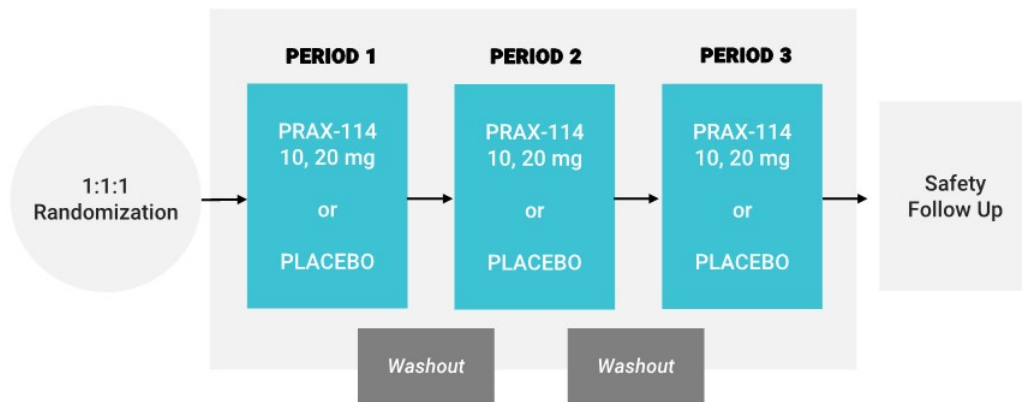 PERIOD 1
PERIOD 2
PERIOD 3
1:1:1
Randomization
PRAX-114
10, 20 mg
or
PLACEBO
PRAX-114
10, 20 mg
or
PLACEBO
PRAX-114
10, 20 mg
or
PLACEBO
Safety
Follow Up
Washout
Washout